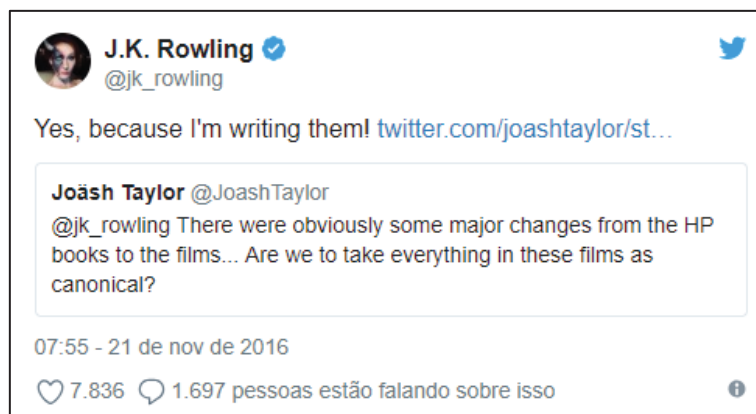 J.K. Rowling
@jk_rowling
Yes, because I'm writing them! twitter.com/joashtaylor/st…
Joäsh Taylor @JoashTaylor
@jk_rowling There were obviously some major changes from the HP
books to the films... Are we to take everything in these films as
canonical?
07:55 - 21 de nov de 2016
7.836 1.697 pessoas estão falando sobre isso